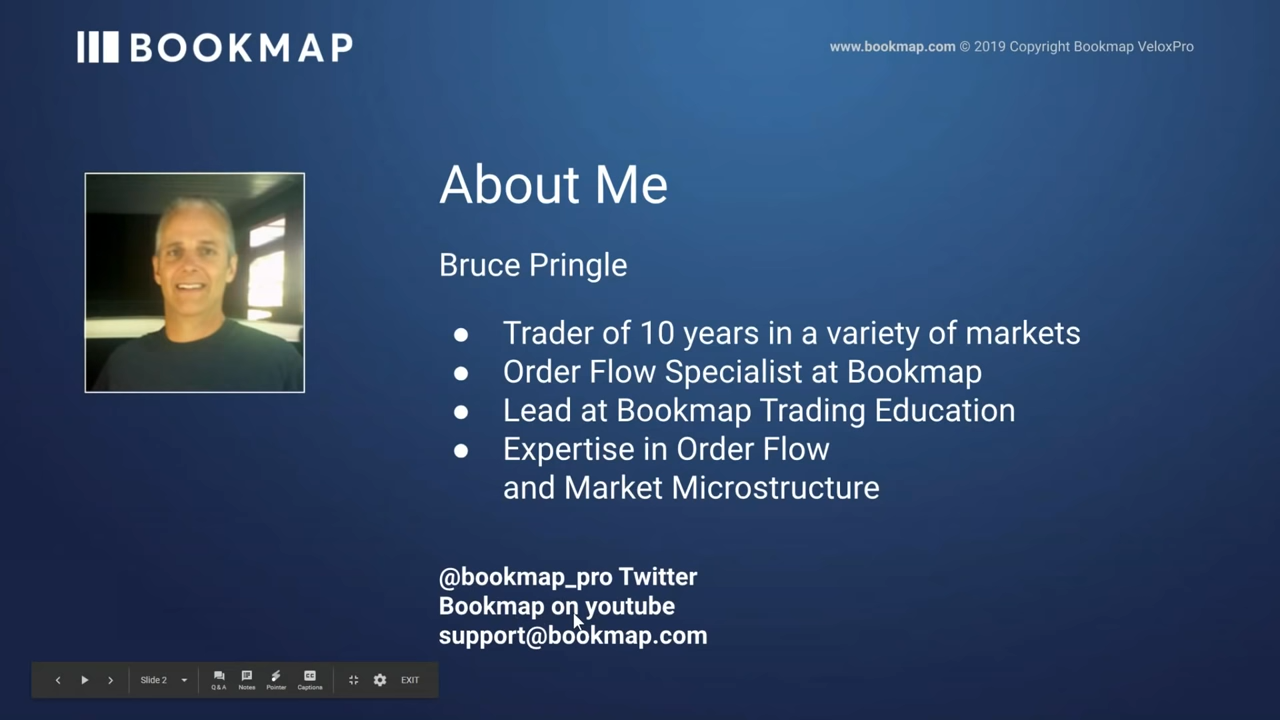 BOOKMAP
www.bookmap.com © 2019 Copyright Bookmap VeloxPro
About Me
Bruce Pringle
● Trader of 10 years in a variety of markets
● Order Flow Specialist at Bookmap
● Lead at Bookmap Trading Education
● Expertise in Order Flow
and Market Microstructure
@bookmap_pro Twitter
Bookmap on youtube
support@bookmap.com
Slide 2
Q&A
Notes
Pointer
CC
Captions
EXIT